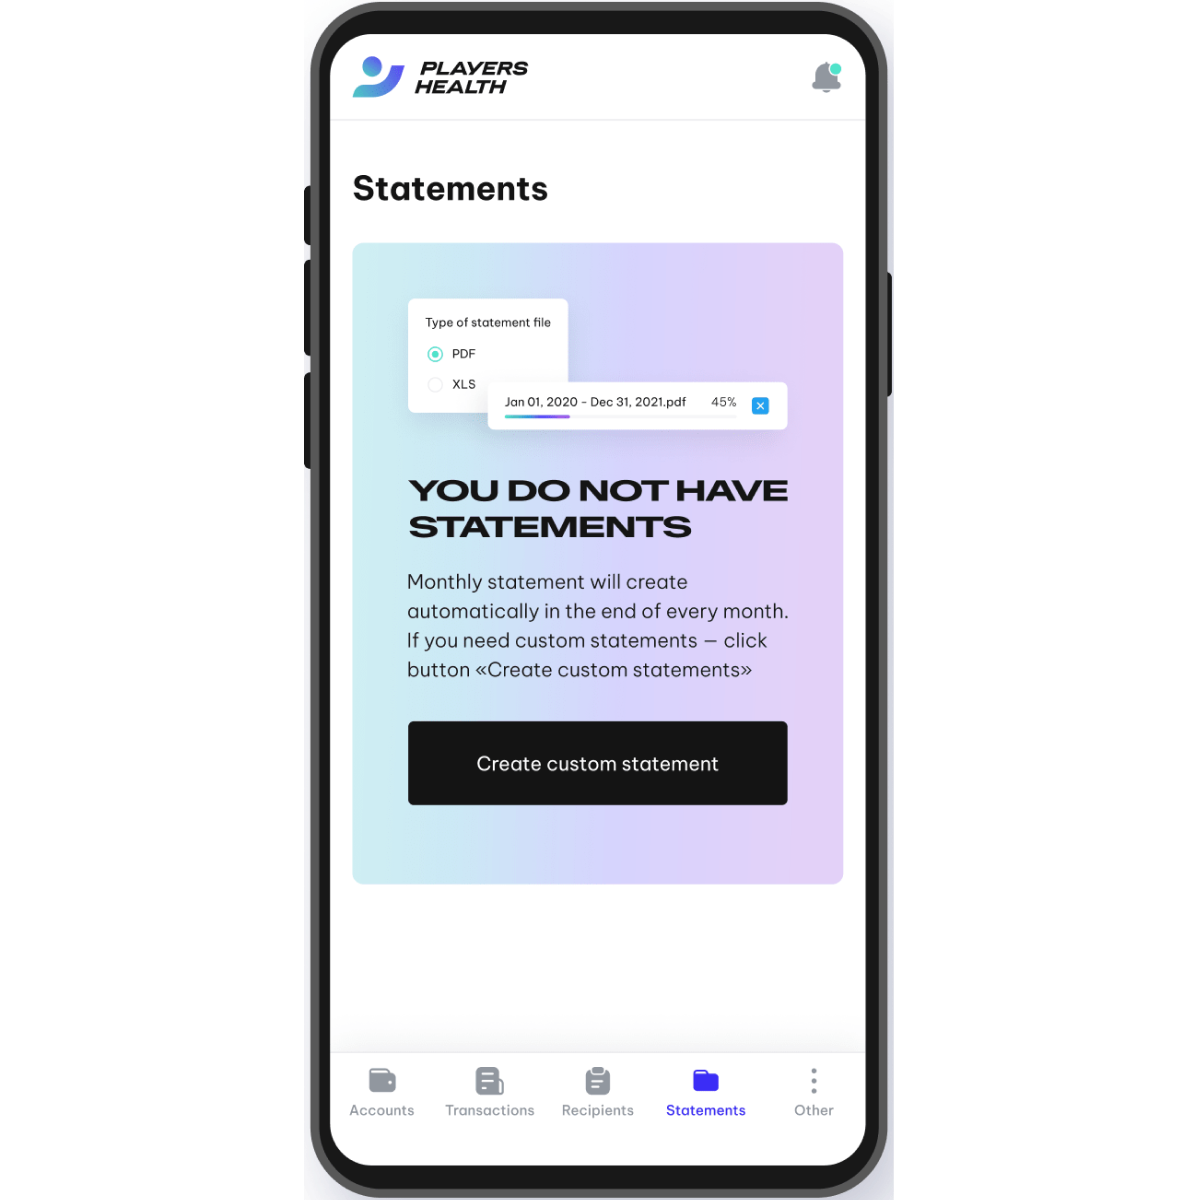 PLAYERS
HEALTH
Statements
Type of statement file
PDF
XLS
Jan 01, 2020 - Dec 31, 2021.pdf 45%
YOU DO NOT HAVE
STATEMENTS
Monthly statement will create
automatically in the end of every month.
If you need custom statements — click
button «Create custom statements»
Create custom statement
Accounts Transactions Recipients Statements Other